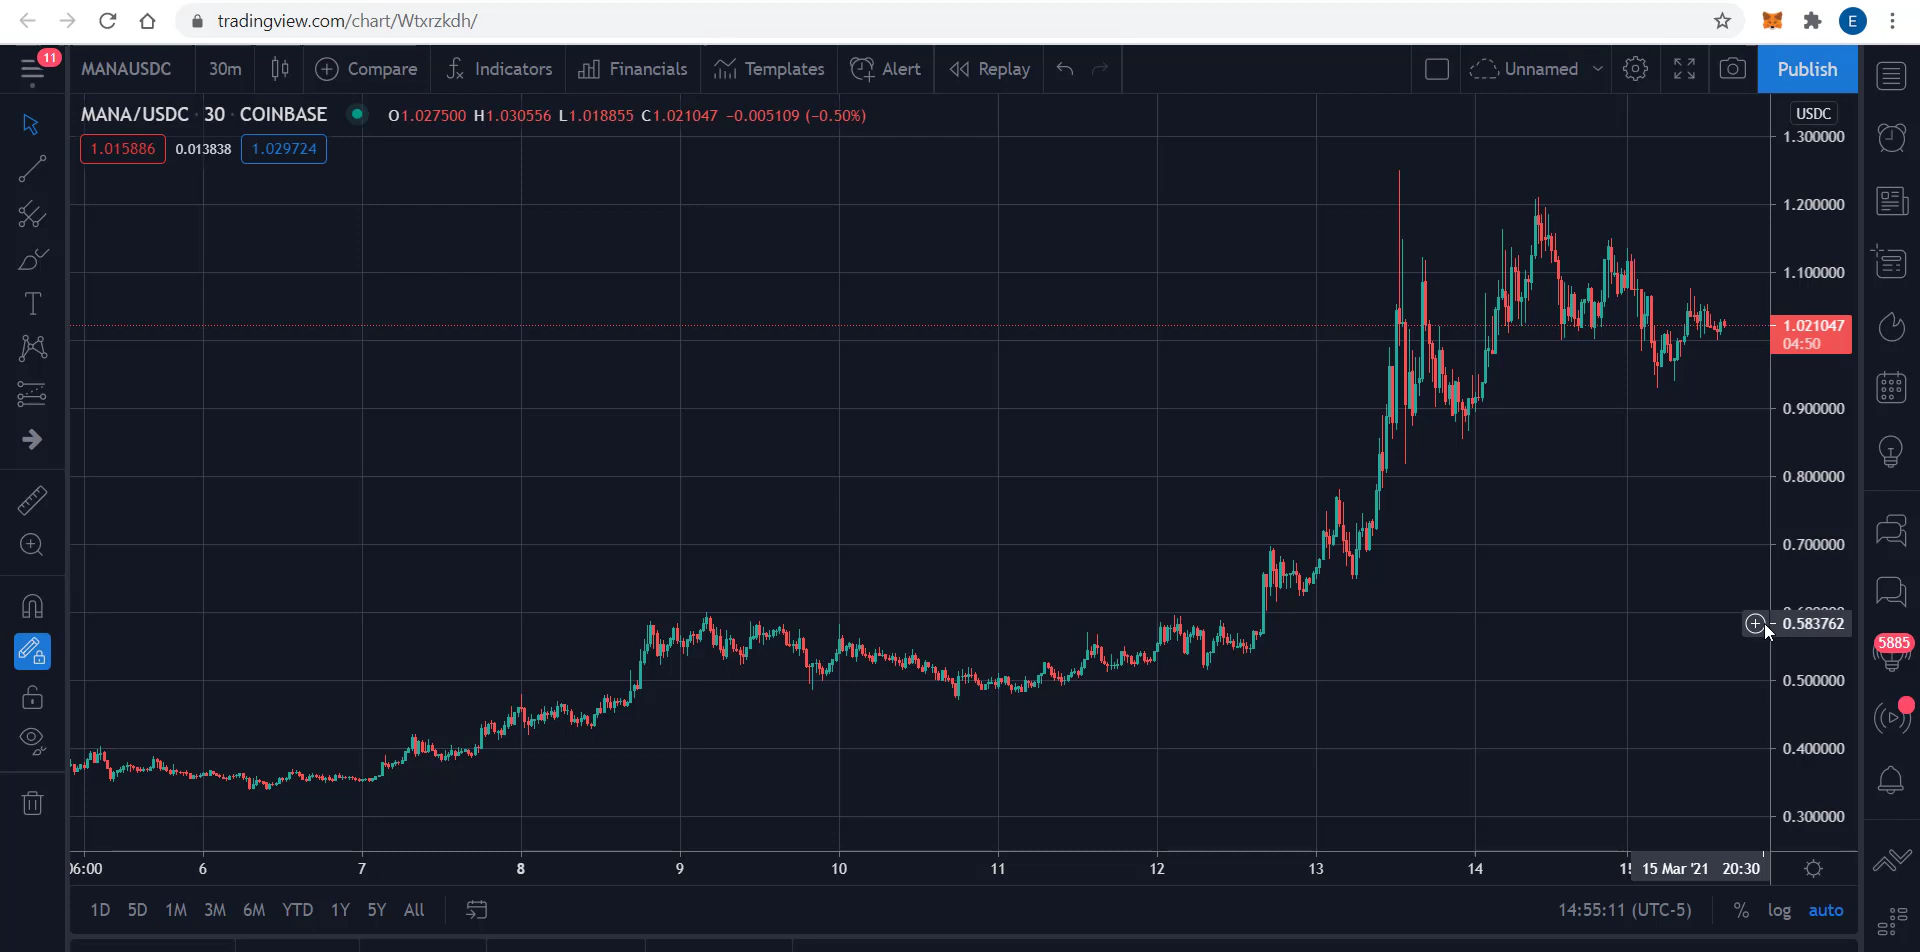 tradingview.com/chart/Wtxrzkdh/
E
11
MANAUSDC 30m Compare Indicators Financials Templates Alert Replay Unnamed Publish
MANA/USDC · 30 · COINBASE O1.027500 H1.030556 L1.018855 C1.021047 −0.005109 (−0.50%)
USDC
1.015886 0.013838 1.029724
1.300000
1.200000
1.100000
1.021047
04:50
0.900000
0.800000
0.700000
0.583762
5885
0.500000
0.400000
0.300000
06:00 6 7 8 9 10 11 12 13 14 15 Mar '21 20:30
1D 5D 1M 3M 6M YTD 1Y 5Y All 14:55:11 (UTC-5) % log auto